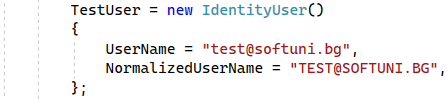 TestUser = new IdentityUser()
{
    UserName = "test@softuni.bg",
    NormalizedUserName = "TEST@SOFTUNI.BG",
};